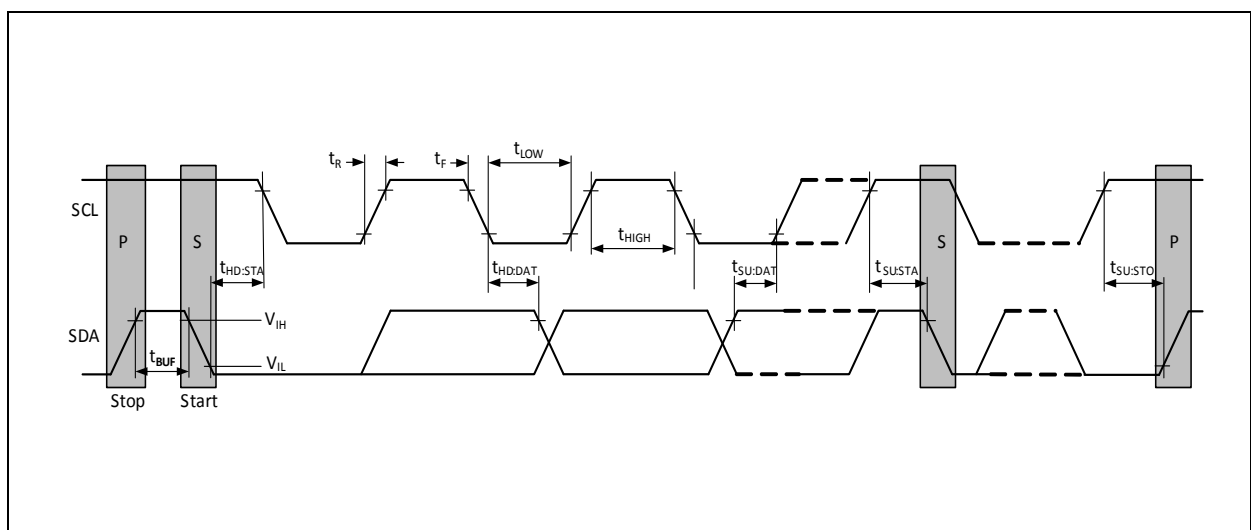 tR
tF
tLOW
SCL
P
S
tHIGH
S
P
tHD:STA
tHD:DAT
tSU:DAT
tSU:STA
tSU:STO
SDA
VIH
tBUF
VIL
Stop
Start